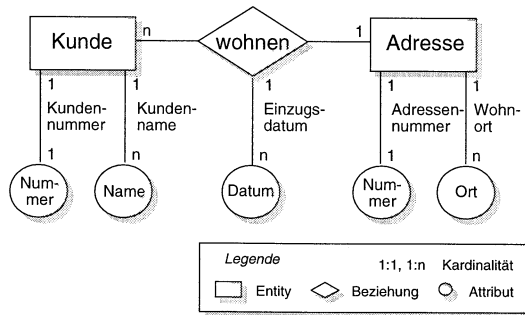 Kunde
n
wohnen
1
Adresse
1
1
1
1
1
Kunden-
nummer
Kunden-
name
Einzugs-
datum
Adressen-
nummer
Wohn-
ort
1
n
n
1
n
Num-
mer
Name
Datum
Num-
mer
Ort
Legende
1:1, 1:n Kardinalität
Entity
Beziehung
Attribut